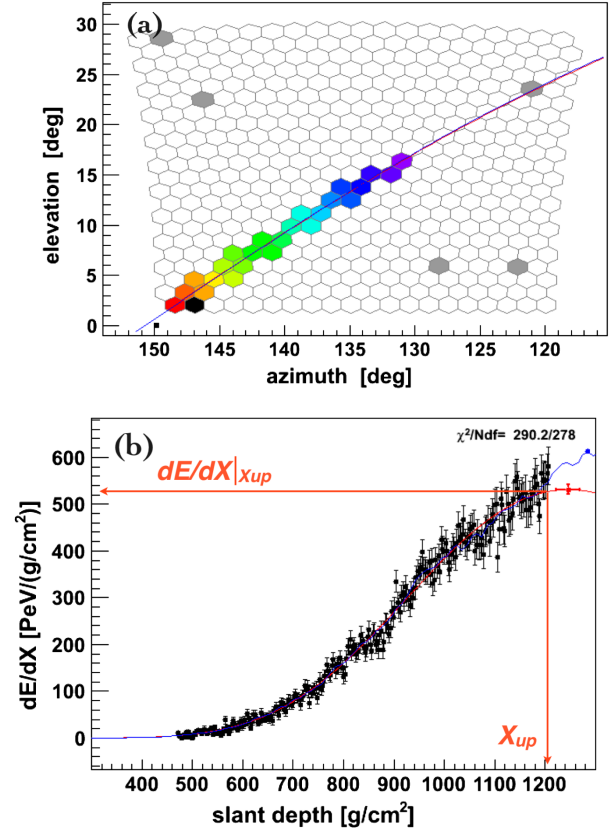 (a)
30
25
20
15
10
5
0
elevation [deg]
150 145 140 135 130 125 120
azimuth [deg]
(b)
χ²/Ndf= 290.2/278
600
500
400
300
200
100
0
dE/dX [PeV/(g/cm²)]
dE/dX|Xup
Xup
400 500 600 700 800 900 1000 1100 1200
slant depth [g/cm²]